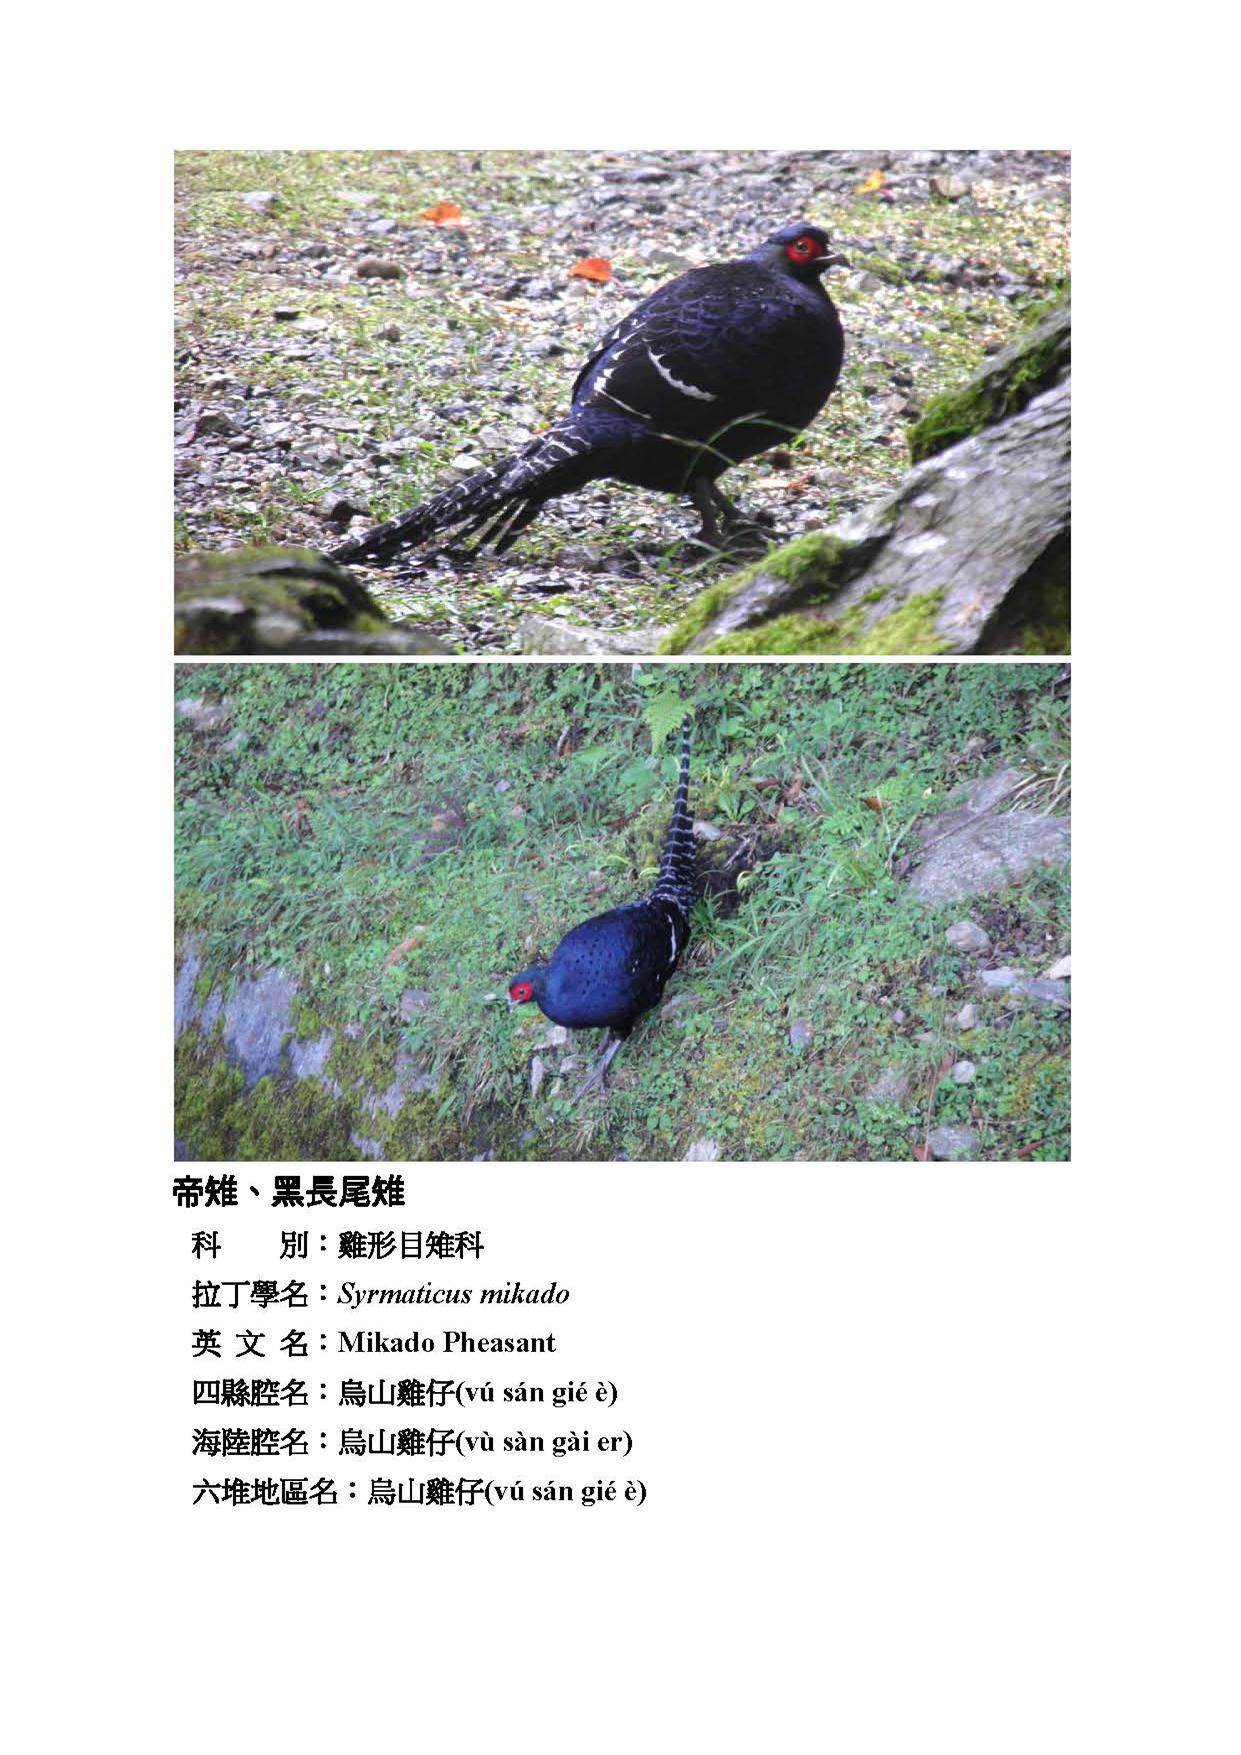 帝雉、黑長尾雉
科　　別：雞形目雉科
拉丁學名：Syrmaticus mikado
英 文 名：Mikado Pheasant
四縣腔名：烏山雞仔(vú sán gié è)
海陸腔名：烏山雞仔(vù sàn gài er)
六堆地區名：烏山雞仔(vú sán gié è)